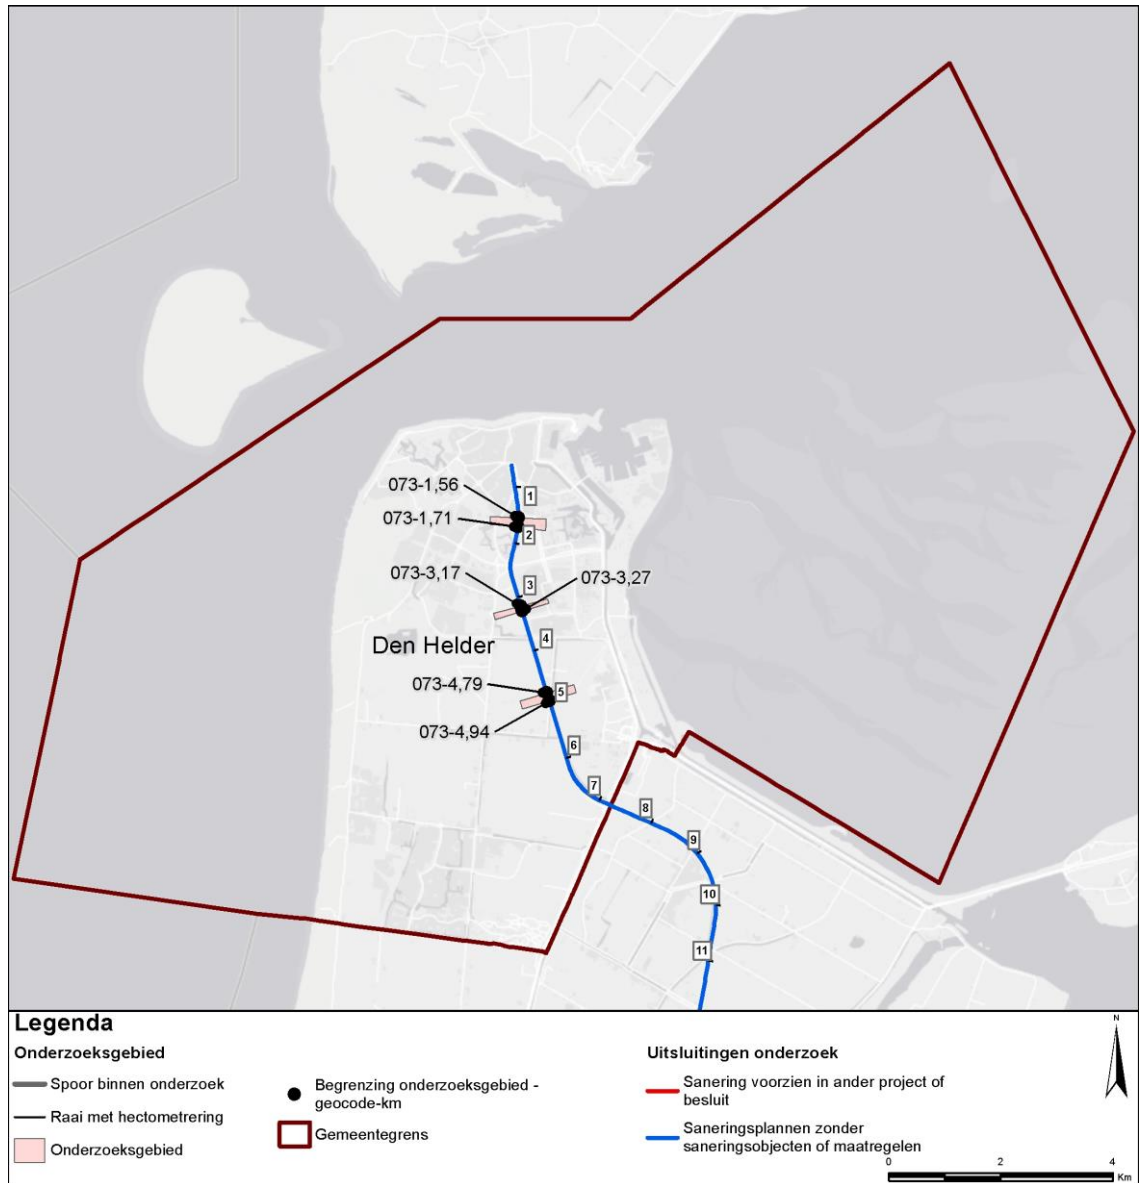 1
073-1,56
073-1,71
2
073-3,17
073-3,27
3
Den Helder
4
073-4,79
5
073-4,94
6
7
8
9
10
11
Legenda
Onderzoeksgebied
Spoor binnen onderzoek
Raai met hectometrering
Onderzoeksgebied
Begrenzing onderzoeksgebied -
geocode-km
Gemeentegrens
Uitsluitingen onderzoek
Sanering voorzien in ander project of
besluit
Saneringsplannen zonder
saneringsobjecten of maatregelen
N
0 2 4
Km